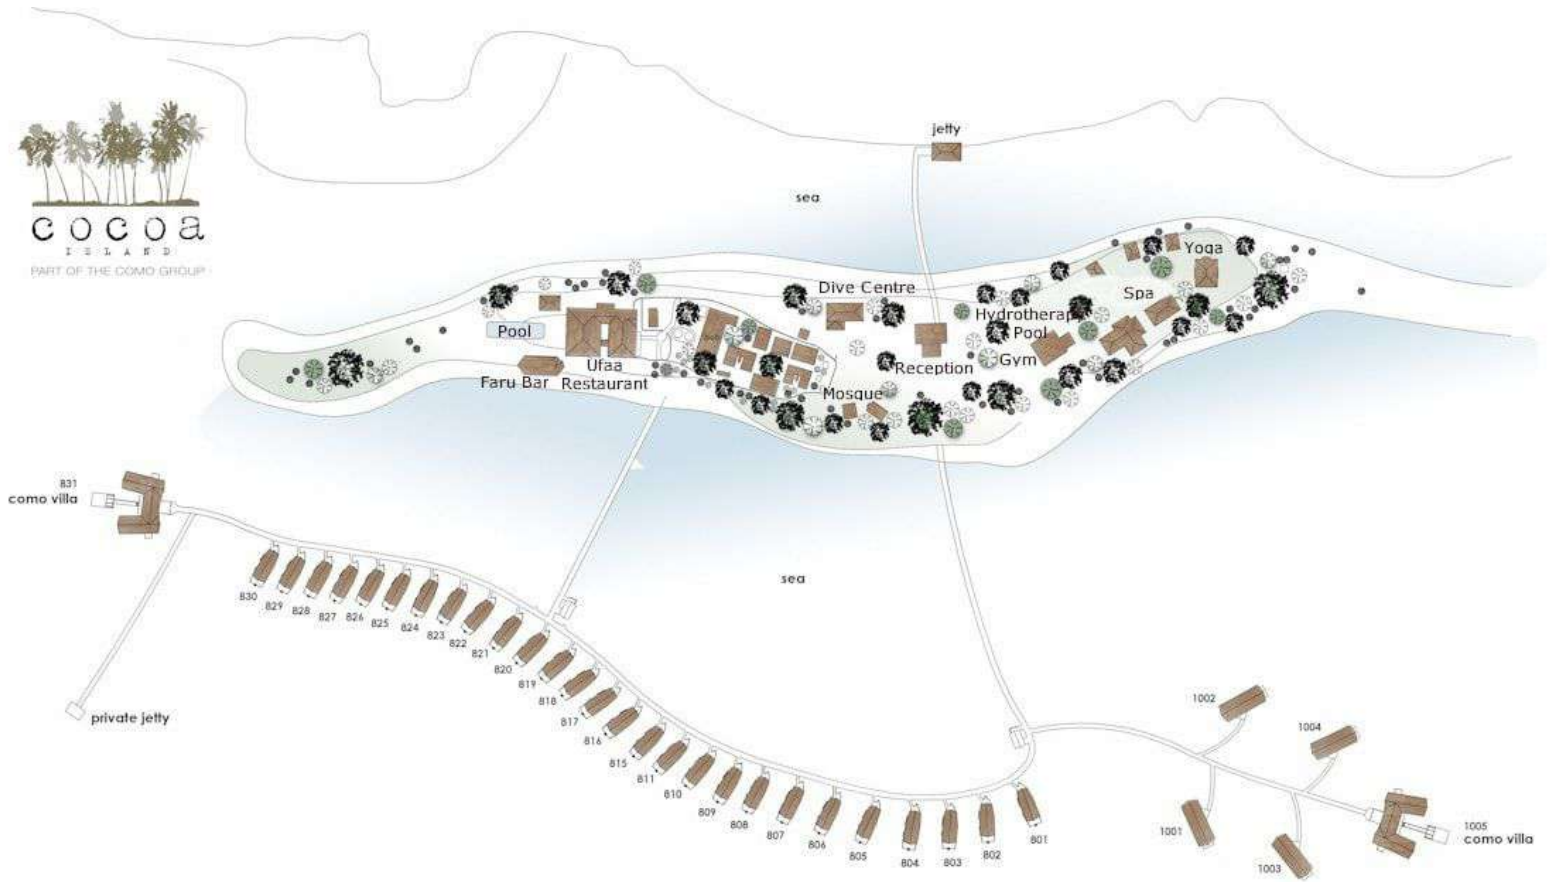 jetty
sea
cocoa
ISLAND
PART OF THE COMO GROUP
Yoga
Dive Centre
Spa
Hydrotherap
Pool
Pool
Ufaa
Restaurant
Faru Bar
Reception
Gym
Mosque
831
como villa
sea
830
829
828
827
826
825
824
823
822
821
820
819
818
817
816
815
811
810
809
808
807
806
805
804
803
802
801
private jetty
1002
1004
1001
1003
1005
como villa